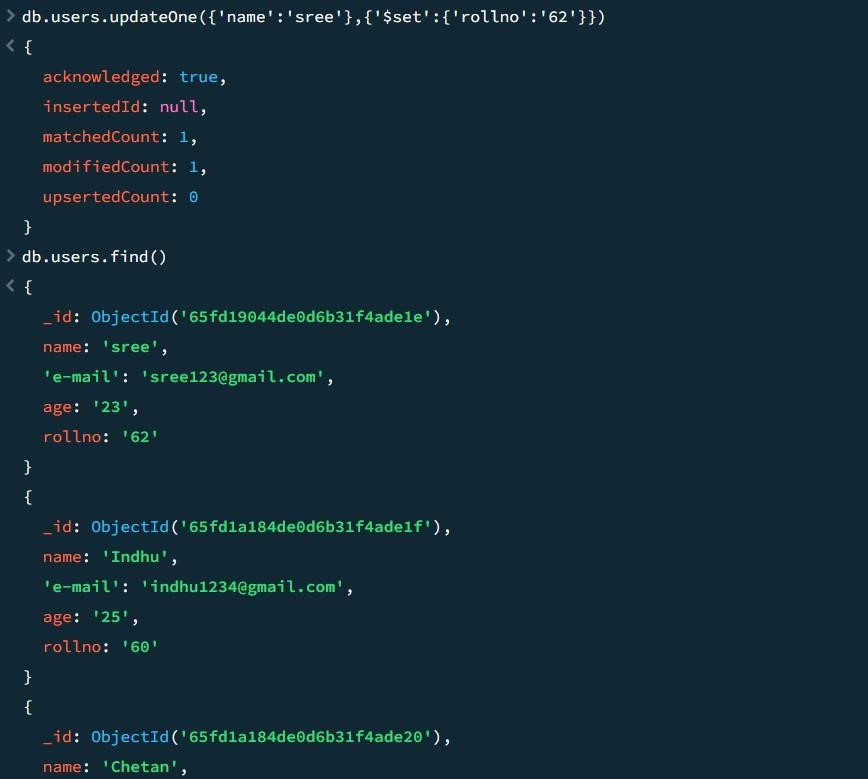 > db.users.updateOne({'name':'sree'},{'$set':{'rollno':'62'}})
< {
acknowledged: true,
insertedId: null,
matchedCount: 1,
modifiedCount: 1,
upsertedCount: 0
}
> db.users.find()
< {
_id: ObjectId('65fd19044de0d6b31f4ade1e'),
name: 'sree',
'e-mail': 'sree123@gmail.com',
age: '23',
rollno: '62'
}
{
_id: ObjectId('65fd1a184de0d6b31f4ade1f'),
name: 'Indhu',
'e-mail': 'indhu1234@gmail.com',
age: '25',
rollno: '60'
}
{
_id: ObjectId('65fd1a184de0d6b31f4ade20'),
name: 'Chetan',